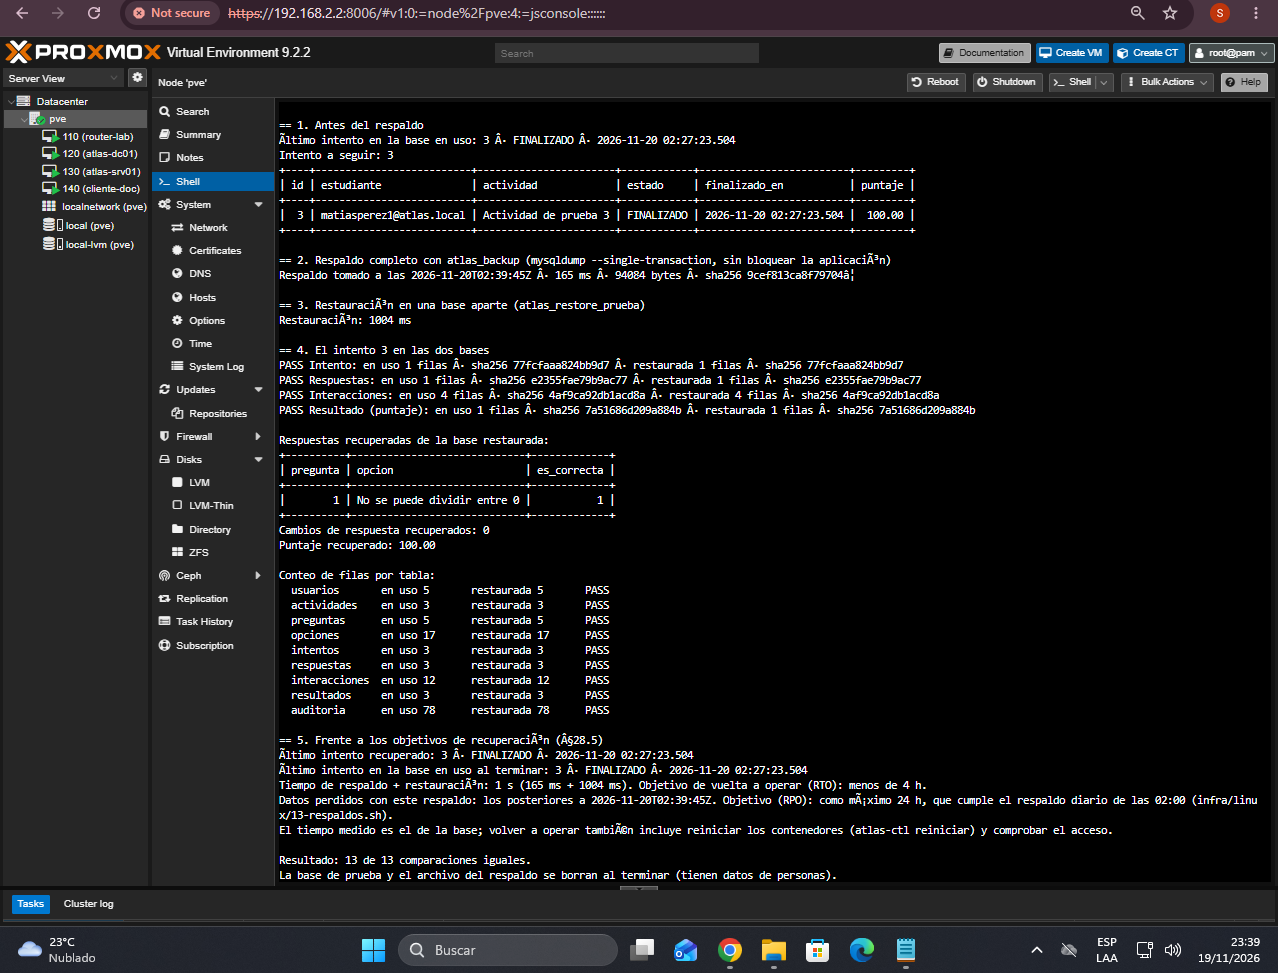 Not secure https://192.168.2.2:8006/#v1:0:=node%2Fpve:4:=jsconsole::::::
S
PROXMOX Virtual Environment 9.2.2
Search
Documentation
Create VM
Create CT
root@pam
Server View
Node 'pve'
Reboot
Shutdown
Shell
Bulk Actions
Help
Datacenter
pve
110 (router-lab)
120 (atlas-dc01)
130 (atlas-srv01)
140 (cliente-doc)
localnetwork (pve)
local (pve)
local-lvm (pve)
Search
Summary
Notes
Shell
System
Network
Certificates
DNS
Hosts
Options
Time
System Log
Updates
Repositories
Firewall
Disks
LVM
LVM-Thin
Directory
ZFS
Ceph
Replication
Task History
Subscription
== 1. Antes del respaldo
Ãltimo intento en la base en uso: 3 Â· FINALIZADO Â· 2026-11-20 02:27:23.504
Intento a seguir: 3
+----+--------------------------+-----------------------+------------+-------------------------+---------+
| id | estudiante | actividad | estado | finalizado_en | puntaje |
+----+--------------------------+-----------------------+------------+-------------------------+---------+
| 3 | matiasperez1@atlas.local | Actividad de prueba 3 | FINALIZADO | 2026-11-20 02:27:23.504 | 100.00 |
+----+--------------------------+-----------------------+------------+-------------------------+---------+
== 2. Respaldo completo con atlas_backup (mysqldump --single-transaction, sin bloquear la aplicaciÃ³n)
Respaldo tomado a las 2026-11-20T02:39:45Z Â· 165 ms Â· 94084 bytes Â· sha256 9cef813ca8f79704â¦
== 3. RestauraciÃ³n en una base aparte (atlas_restore_prueba)
RestauraciÃ³n: 1004 ms
== 4. El intento 3 en las dos bases
PASS Intento: en uso 1 filas Â· sha256 77fcfaaa824bb9d7 Â· restaurada 1 filas Â· sha256 77fcfaaa824bb9d7
PASS Respuestas: en uso 1 filas Â· sha256 e2355fae79b9ac77 Â· restaurada 1 filas Â· sha256 e2355fae79b9ac77
PASS Interacciones: en uso 4 filas Â· sha256 4af9ca92db1acd8a Â· restaurada 4 filas Â· sha256 4af9ca92db1acd8a
PASS Resultado (puntaje): en uso 1 filas Â· sha256 7a51686d209a884b Â· restaurada 1 filas Â· sha256 7a51686d209a884b
Respuestas recuperadas de la base restaurada:
+----------+-----------------------------+-------------+
| pregunta | opcion | es_correcta |
+----------+-----------------------------+-------------+
| 1 | No se puede dividir entre 0 | 1 |
+----------+-----------------------------+-------------+
Cambios de respuesta recuperados: 0
Puntaje recuperado: 100.00
Conteo de filas por tabla:
usuarios en uso 5 restaurada 5 PASS
actividades en uso 3 restaurada 3 PASS
preguntas en uso 5 restaurada 5 PASS
opciones en uso 17 restaurada 17 PASS
intentos en uso 3 restaurada 3 PASS
respuestas en uso 3 restaurada 3 PASS
interacciones en uso 12 restaurada 12 PASS
resultados en uso 3 restaurada 3 PASS
auditoria en uso 78 restaurada 78 PASS
== 5. Frente a los objetivos de recuperaciÃ³n (Â§28.5)
Ãltimo intento recuperado: 3 Â· FINALIZADO Â· 2026-11-20 02:27:23.504
Ãltimo intento en la base en uso al terminar: 3 Â· FINALIZADO Â· 2026-11-20 02:27:23.504
Tiempo de respaldo + restauraciÃ³n: 1 s (165 ms + 1004 ms). Objetivo de vuelta a operar (RTO): menos de 4 h.
Datos perdidos con este respaldo: los posteriores a 2026-11-20T02:39:45Z. Objetivo (RPO): como mÃ¡ximo 24 h, que cumple el respaldo diario de las 02:00 (infra/linu
x/13-respaldos.sh).
El tiempo medido es el de la base; volver a operar tambiÃ©n incluye reiniciar los contenedores (atlas-ctl reiniciar) y comprobar el acceso.
Resultado: 13 de 13 comparaciones iguales.
La base de prueba y el archivo del respaldo se borran al terminar (tienen datos de personas).
Tasks
Cluster log
23°C
Nublado
Buscar
ESP
LAA
23:39
19/11/2026